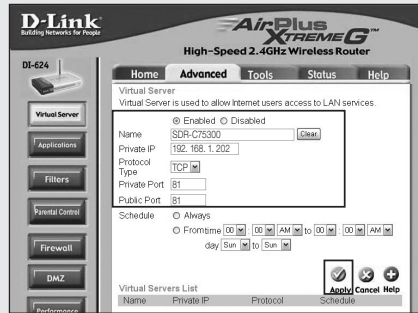 D-Link
Building Networks for People
AirPlus
XTREME G™
High-Speed 2.4GHz Wireless Router
DI-624
Home Advanced Tools Status Help
Virtual Server
Virtual Server is used to allow Internet users access to LAN services.
Virtual Server
Enabled Disabled
Name SDR-C75300 Clear
Private IP 192.168.1.202
Protocol Type TCP
Private Port 81
Public Port 81
Schedule Always
From time 00 : 00 AM to 00 : 00 AM
day Sun to Sun
Applications
Filters
Parental Control
Firewall
DMZ
Performance
Apply Cancel Help
Virtual Servers List
Name Private IP Protocol Schedule